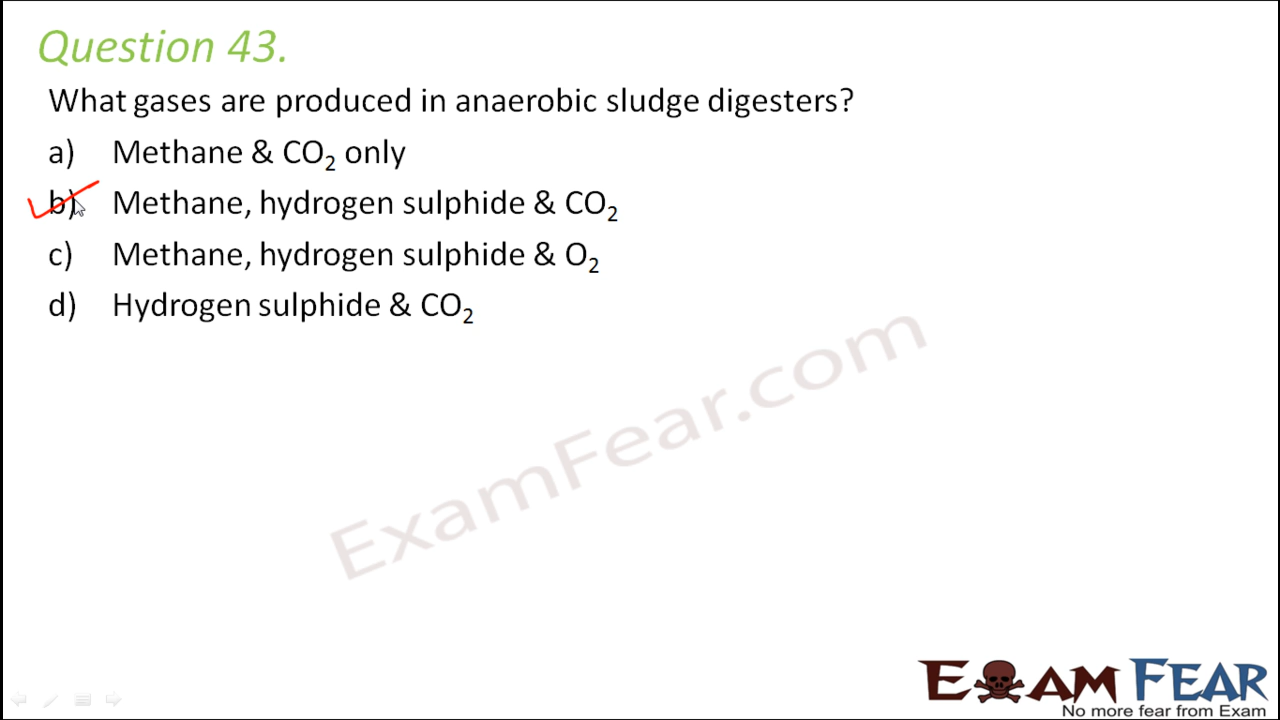 Question 43.
What gases are produced in anaerobic sludge digesters?
a) Methane & CO₂ only
b) Methane, hydrogen sulphide & CO₂
c) Methane, hydrogen sulphide & O₂
d) Hydrogen sulphide & CO₂
ExamFear.com
EXAM FEAR
No more fear from Exam